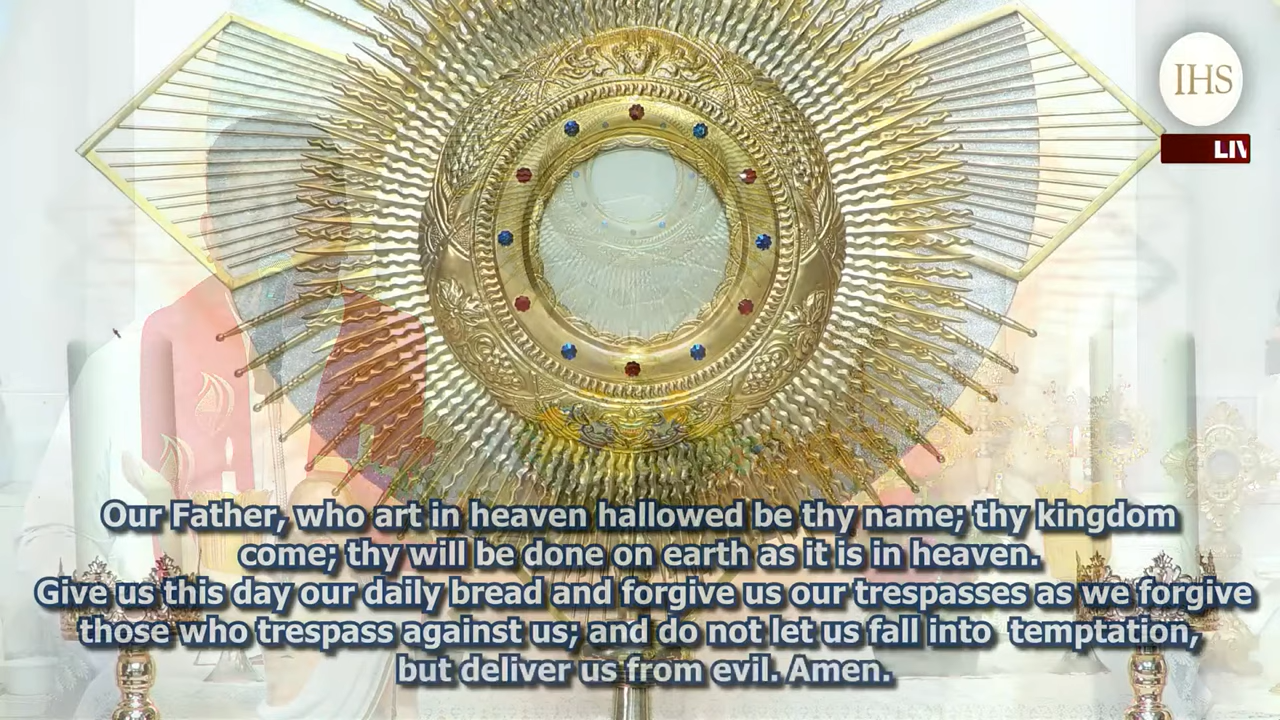 IHS
LIV
Our Father, who art in heaven hallowed be thy name; thy kingdom
come; thy will be done on earth as it is in heaven.
Give us this day our daily bread and forgive us our trespasses as we forgive
those who trespass against us; and do not let us fall into temptation,
but deliver us from evil. Amen.